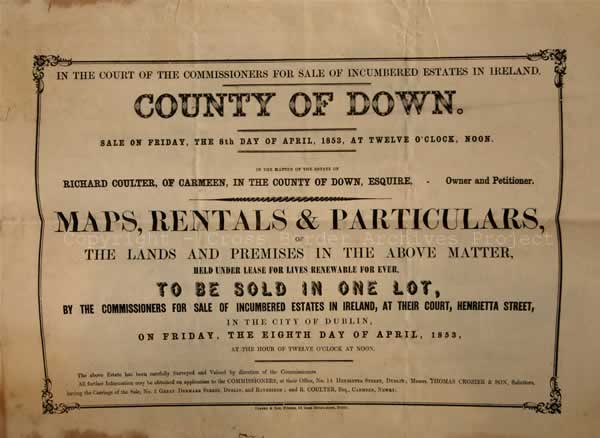 IN THE COURT OF THE COMMISSIONERS FOR SALE OF INCUMBERED ESTATES IN IRELAND.
COUNTY OF DOWN.
SALE ON FRIDAY, THE 8th DAY OF APRIL, 1853, AT TWELVE O'CLOCK, NOON.
IN THE MATTER OF THE ESTATE OF
RICHARD COULTER, OF CARMEEN, IN THE COUNTY OF DOWN, ESQUIRE, - Owner and Petitioner.
MAPS, RENTALS & PARTICULARS,
OF
Copyright - Cross Border Archives Project
THE LANDS AND PREMISES IN THE ABOVE MATTER,
HELD UNDER LEASE FOR LIVES RENEWABLE FOR EVER,
TO BE SOLD IN ONE LOT,
BY THE COMMISSIONERS FOR SALE OF INCUMBERED ESTATES IN IRELAND, AT THEIR COURT, HENRIETTA STREET,
IN THE CITY OF DUBLIN,
ON FRIDAY, THE EIGHTH DAY OF APRIL, 1853,
AT THE HOUR OF TWELVE O'CLOCK AT NOON.
The above Estate has been carefully Surveyed and Valued by direction of the Commissioners.
All further Information may be obtained on application to the COMMISSIONERS, at their Office, No. 14 HENRIETTA STREET, DUBLIN; Messrs. THOMAS CROZIER & SON, Solicitors,
having the Carriage of the Sale, No. 2 GREAT DENMARK STREET, DUBLIN, and ; and R. COULTER, Esq., CARMEEN, NEWRY.